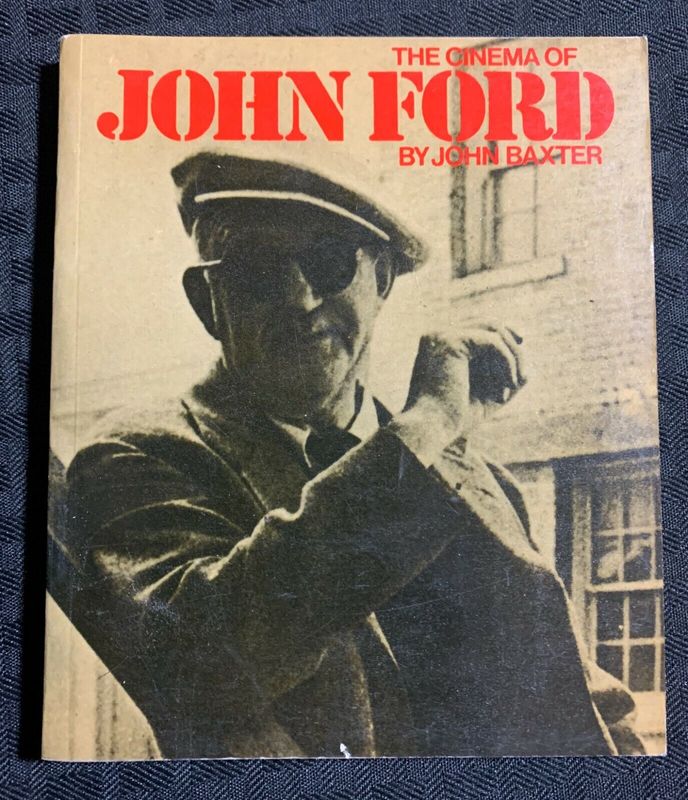 THE CINEMA OF
JOHN FORD
BY JOHN BAXTER